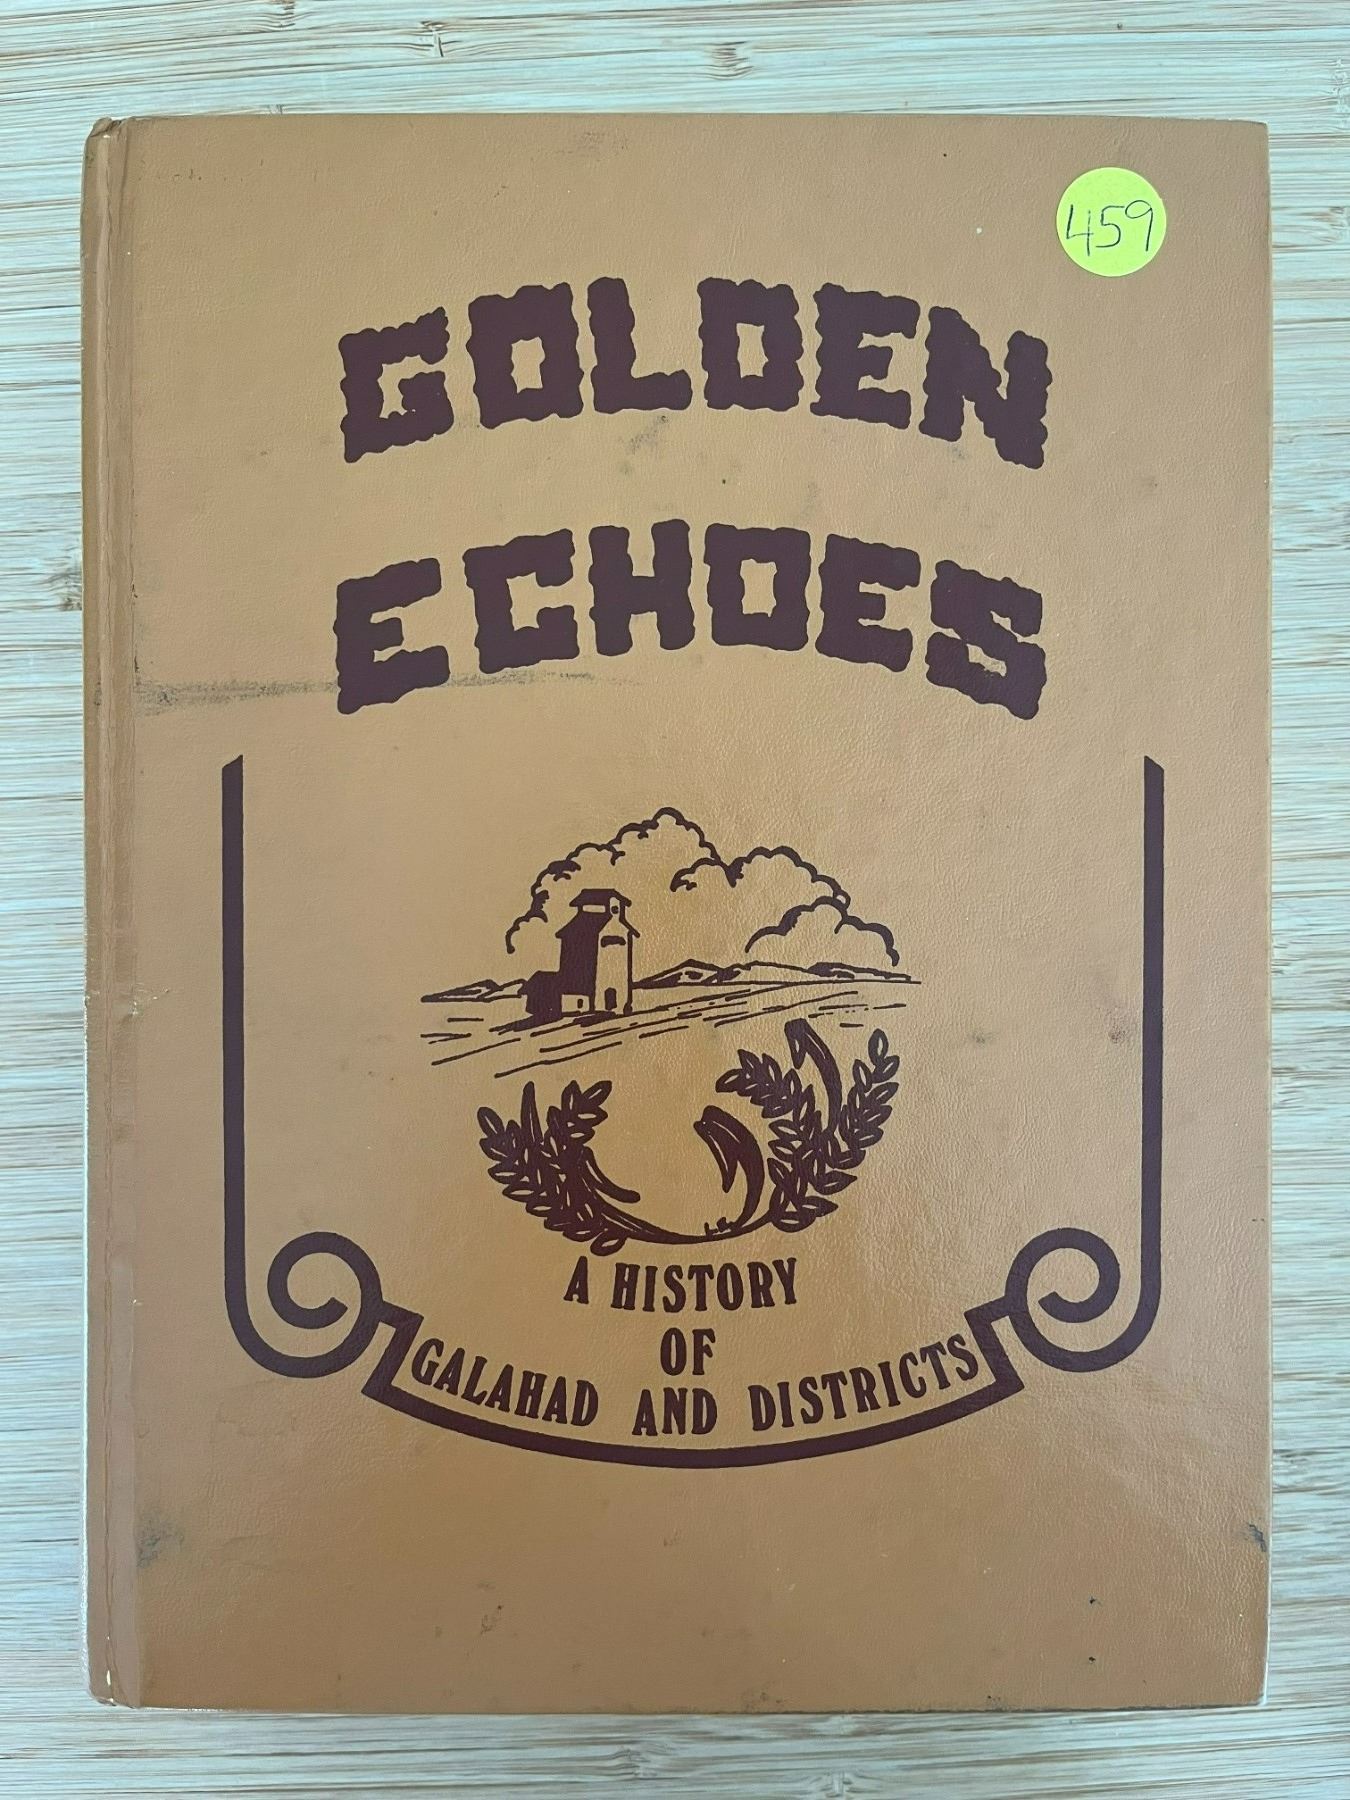 459
GOLDEN
ECHOES
A HISTORY
OF
GALAHAD AND DISTRICTS